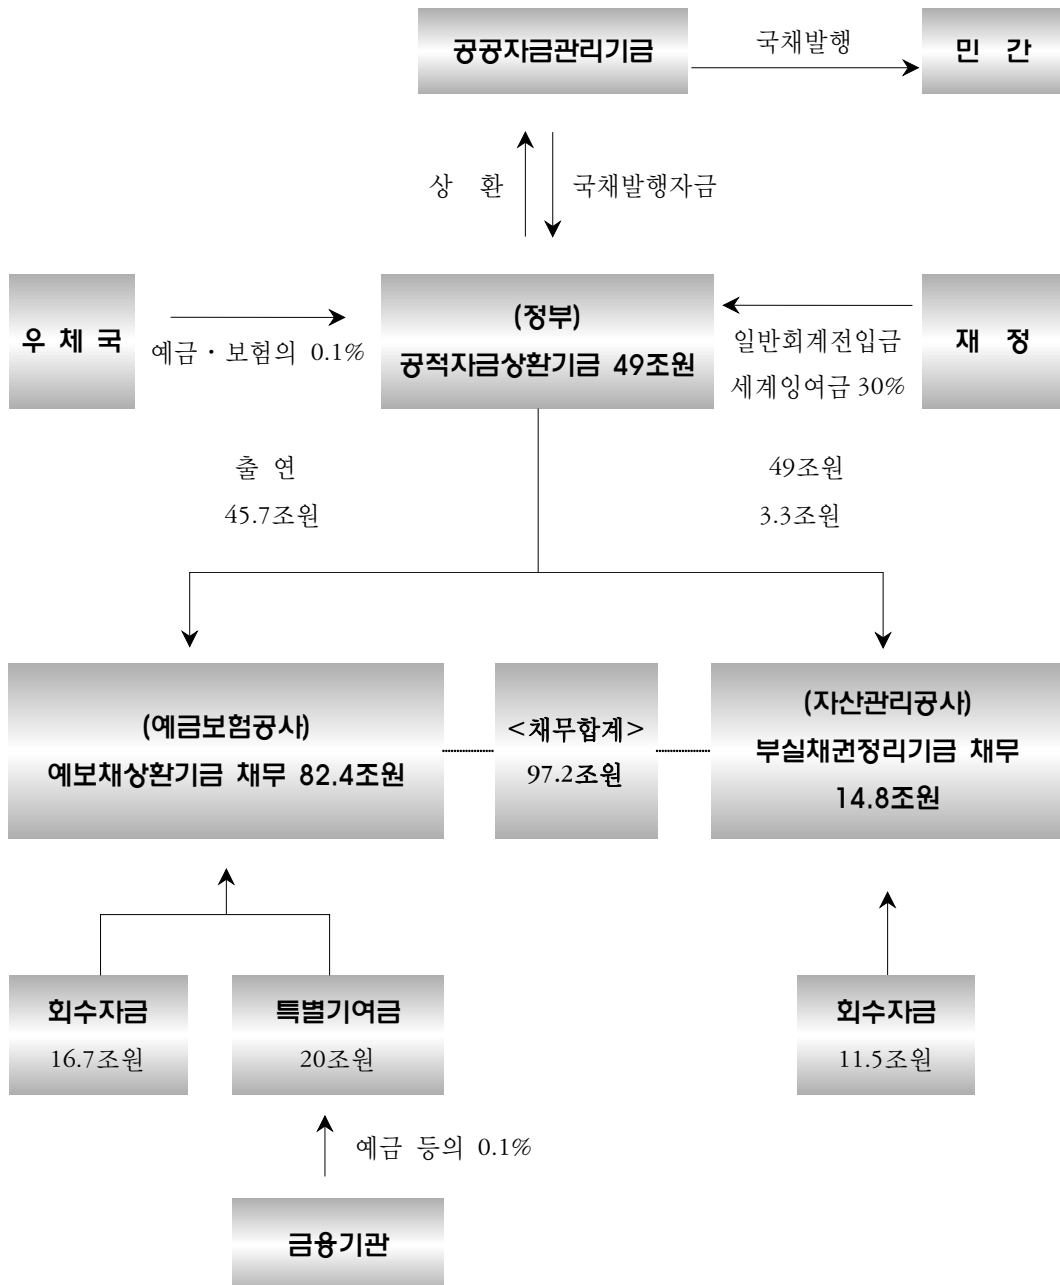 공공자금관리기금
국채발행
민 간
상 환
국채발행자금
우 체 국
예금·보험의 0.1%
(정부)
공적자금상환기금 49조원
일반회계전입금
세계잉여금 30%
재 정
출 연
45.7조원
49조원
3.3조원
(예금보험공사)
예보채상환기금 채무 82.4조원
<채무합계>
97.2조원
(자산관리공사)
부실채권정리기금 채무
14.8조원
회수자금
16.7조원
특별기여금
20조원
회수자금
11.5조원
예금 등의 0.1%
금융기관